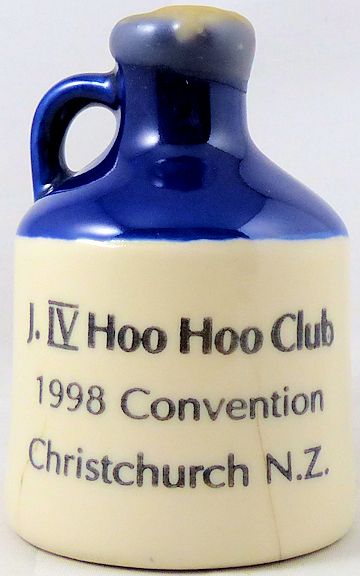 J. IV Hoo Hoo Club
1998 Convention
Christchurch N.Z.